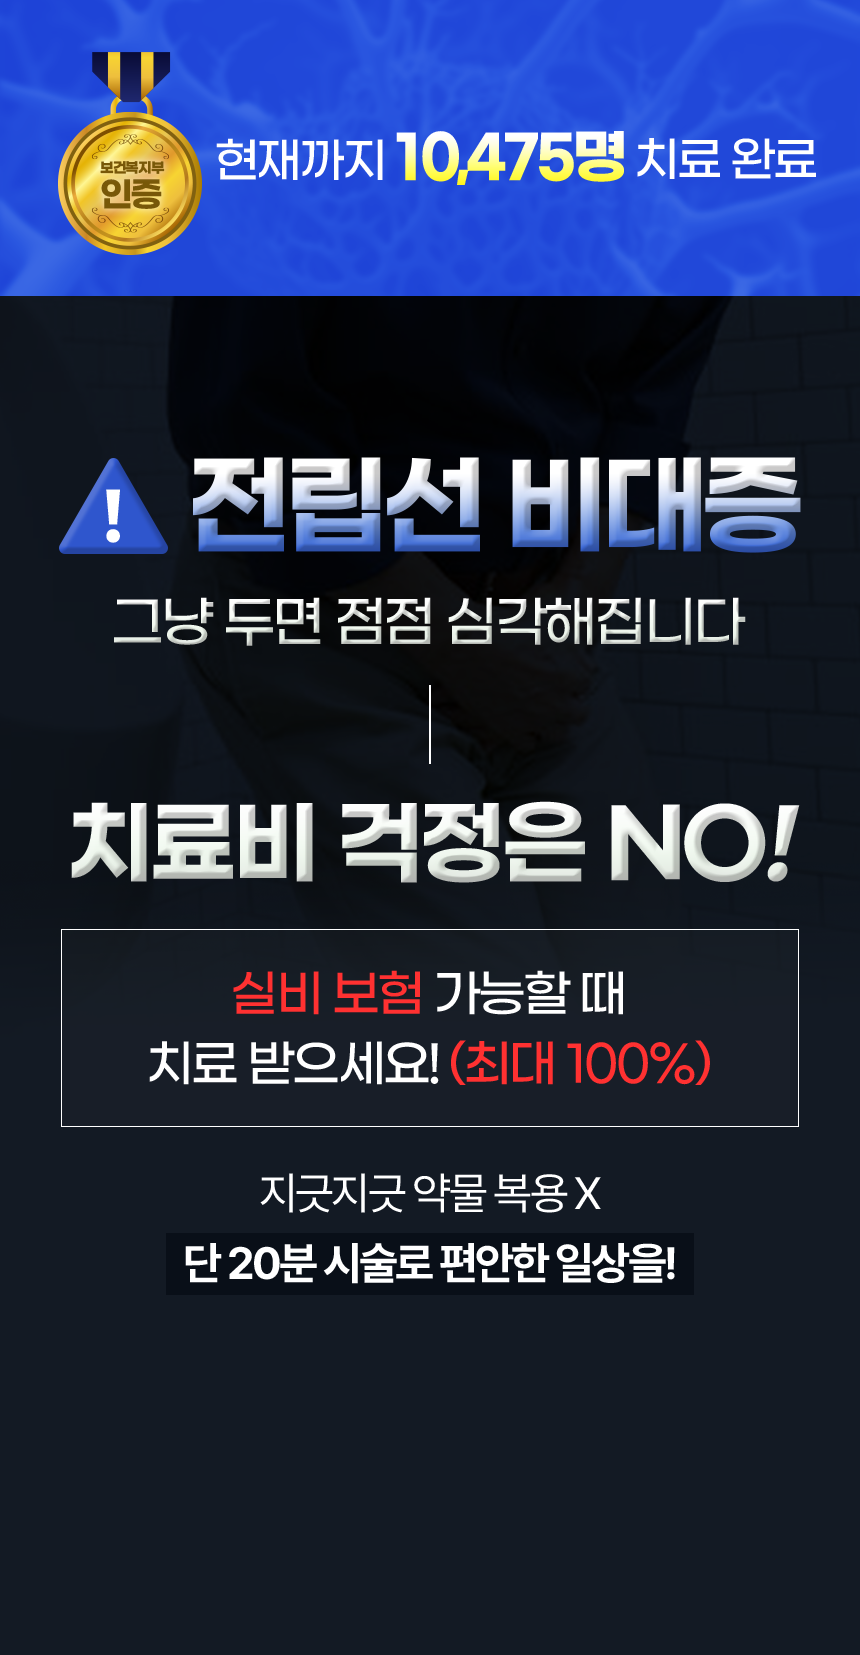 보건복지부
인증
현재까지 10,475명 치료 완료
! 전립선 비대증
그냥 두면 점점 심각해집니다
치료비 걱정은 NO!
실비 보험 가능할 때
치료 받으세요! (최대 100%)
지긋지긋 약물 복용 X
단 20분 시술로 편안한 일상을!